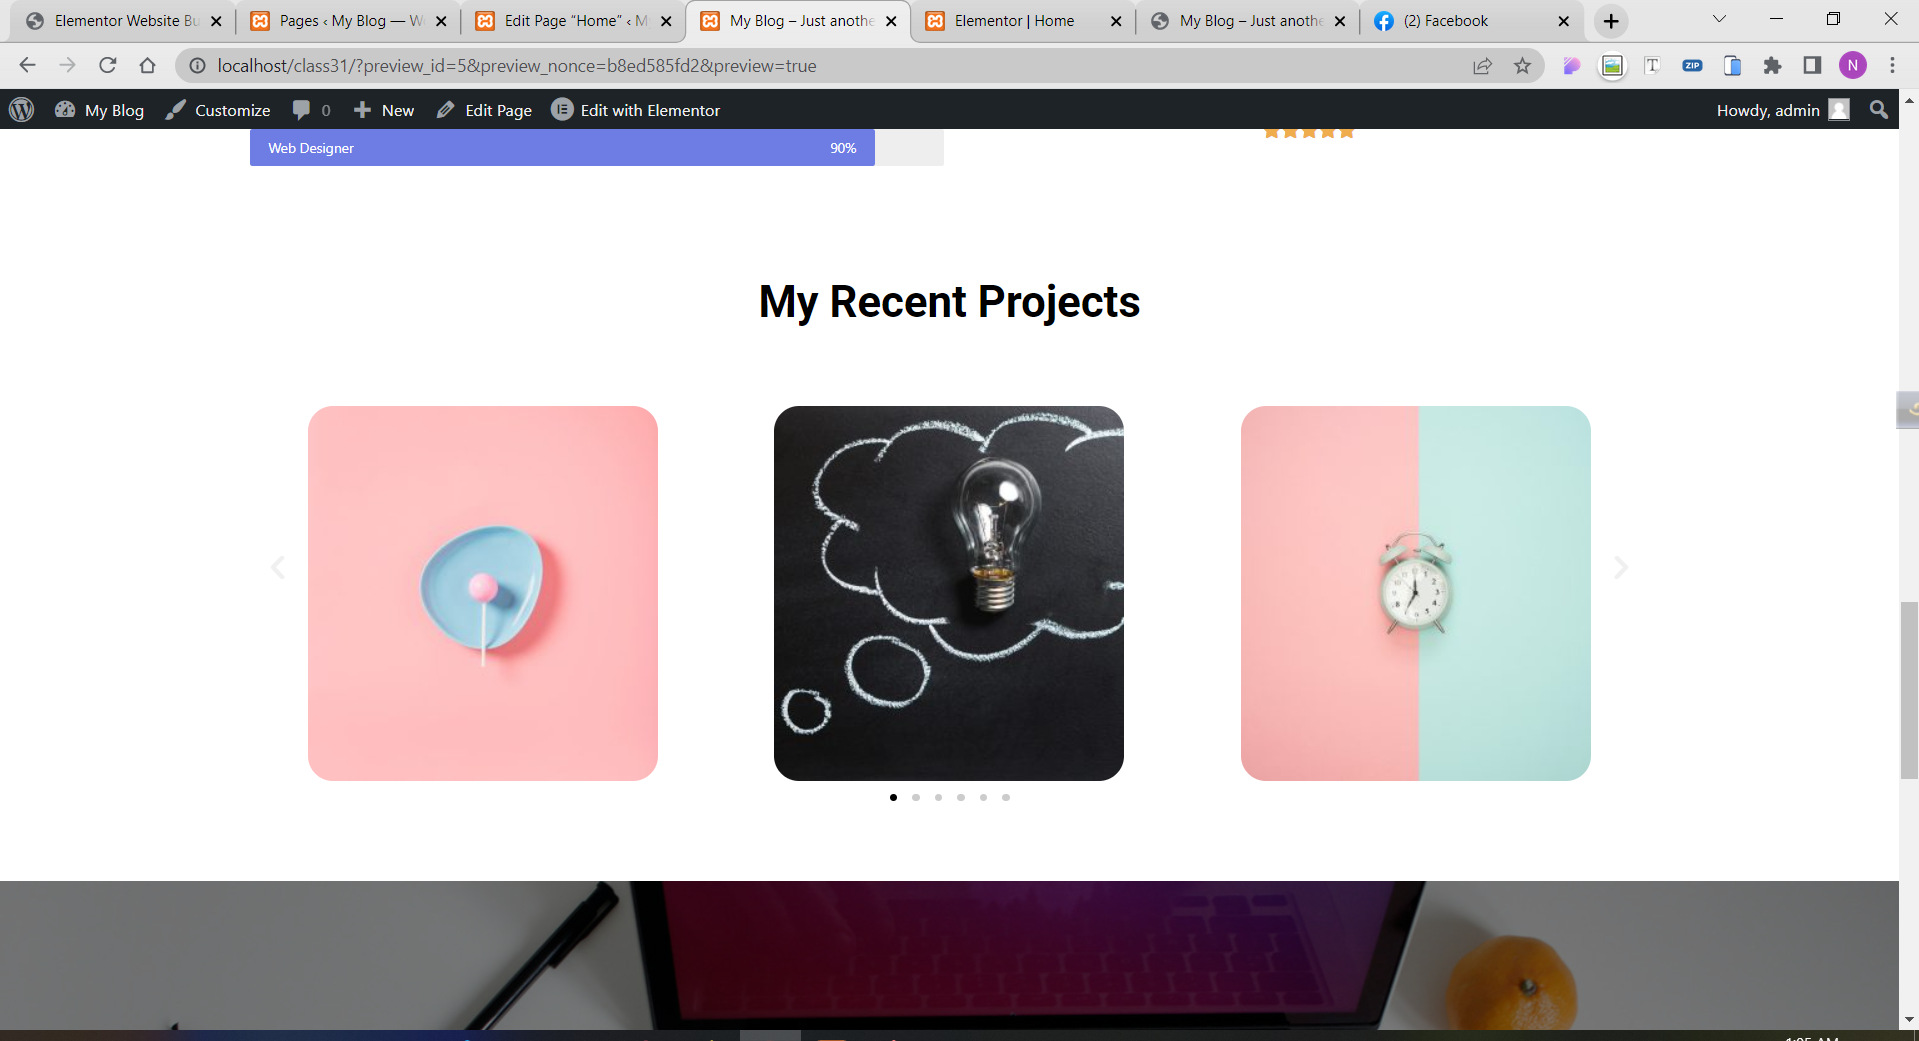 Elementor Website Bu
Pages ‹ My Blog — W
Edit Page “Home” ‹ M
My Blog – Just anothe
Elementor | Home
My Blog – Just anothe
(2) Facebook
localhost/class31/?preview_id=5&preview_nonce=b8ed585fd2&preview=true
T
ZIP
N
My Blog
Customize
0
New
Edit Page
Edit with Elementor
Howdy, admin
Web Designer
90%
My Recent Projects